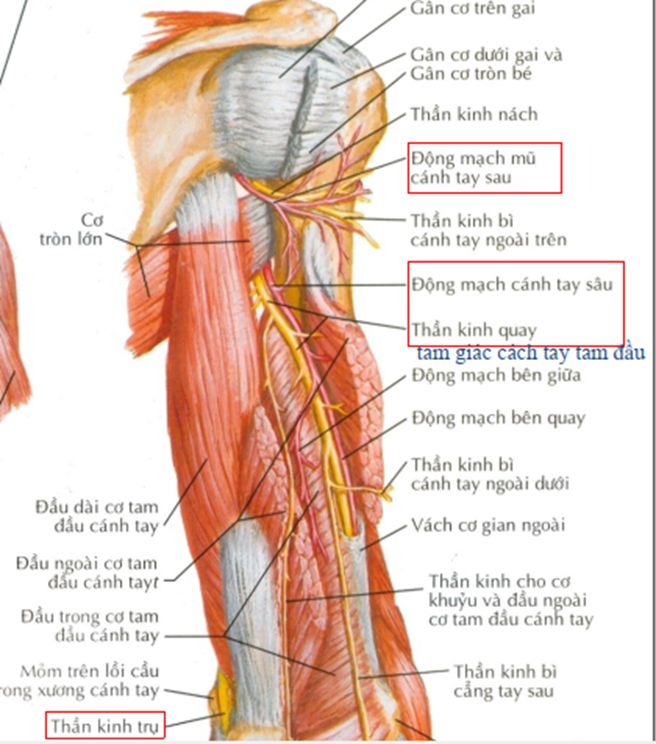 Gân cơ trên gai
Gân cơ dưới gai và
Gân cơ tròn bé
Thần kinh nách
Động mạch mũ
cánh tay sau
Cơ
tròn lớn
Thần kinh bì
cánh tay ngoài trên
Động mạch cánh tay sâu
Thần kinh quay
tam giác cách tay tam đầu
Động mạch bên giữa
Động mạch bên quay
Thần kinh bì
cánh tay ngoài dưới
Đầu dài cơ tam
đầu cánh tay
Vách cơ gian ngoài
Đầu ngoài cơ tam
đầu cánh tayt
Thần kinh cho cơ
khuỷu và đầu ngoài
cơ tam đầu cánh tay
Đầu trong cơ tam
đầu cánh tay
Mỏm trên lồi cầu
rong xương cánh tay
Thần kinh bì
cẳng tay sau
Thần kinh trụ